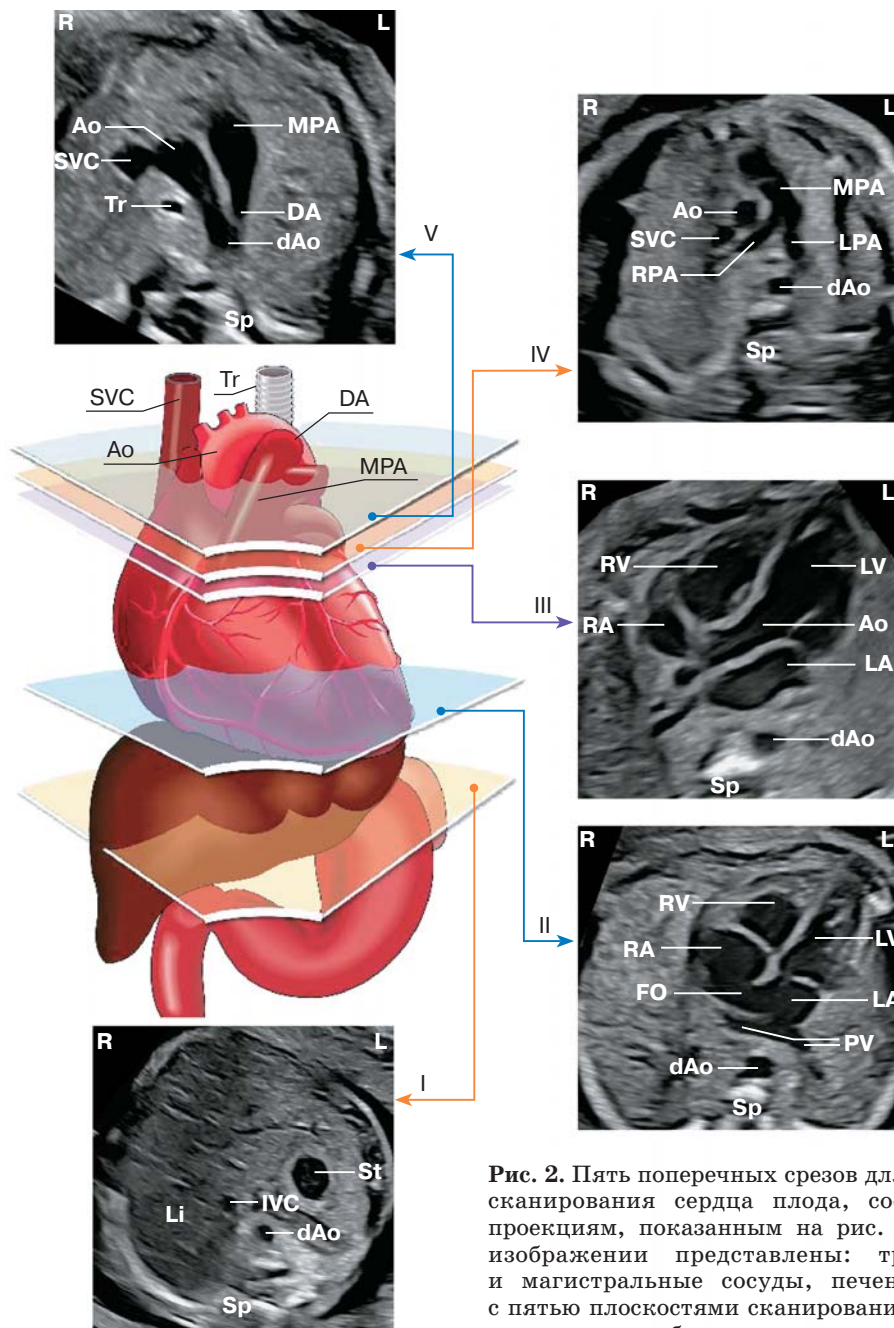 R L
Ao MPA
SVC
Tr DA
dAo
Sp
V
R L
MPA
Ao
SVC LPA
RPA
dAo
Sp
IV
SVC
Tr
DA
Ao
MPA
R L
RV LV
RA Ao
LA
dAo
Sp
III
R L
RV
RA LV
FO LA
PV
dAo
Sp
II
I
R L
St
Li IVC
dAo
Sp
Рис. 2. Пять поперечных срезов дл
сканирования сердца плода, со
проекциям, показанным на рис.
изображении представлены: тр
и магистральные сосуды, печен
с пятью плоскостями сканировани